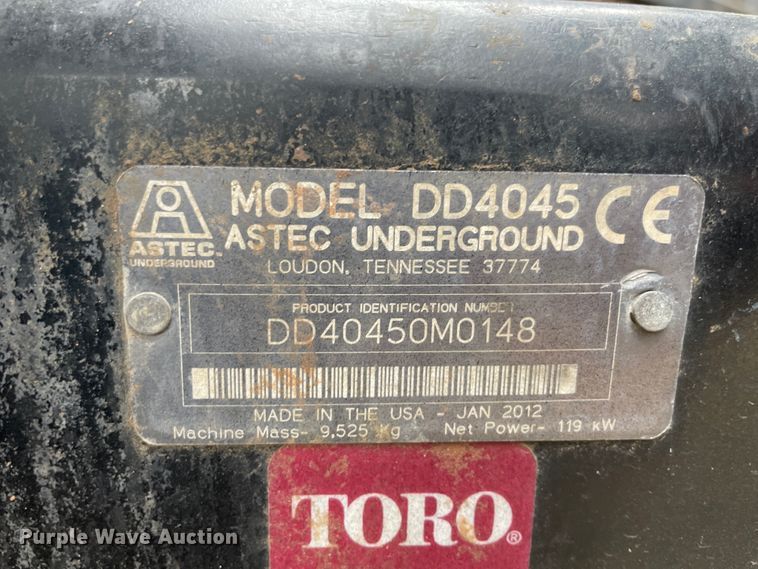 MODEL DD4045 CE
ASTEC UNDERGROUND
ASTEC
UNDERGROUND
LOUDON, TENNESSEE 37774
PRODUCT IDENTIFICATION NUMBER
DD40450M0148
MADE IN THE USA - JAN 2012
Machine Mass- 9,525 Kg Net Power- 119 kW
TORO®
Purple Wave Auction